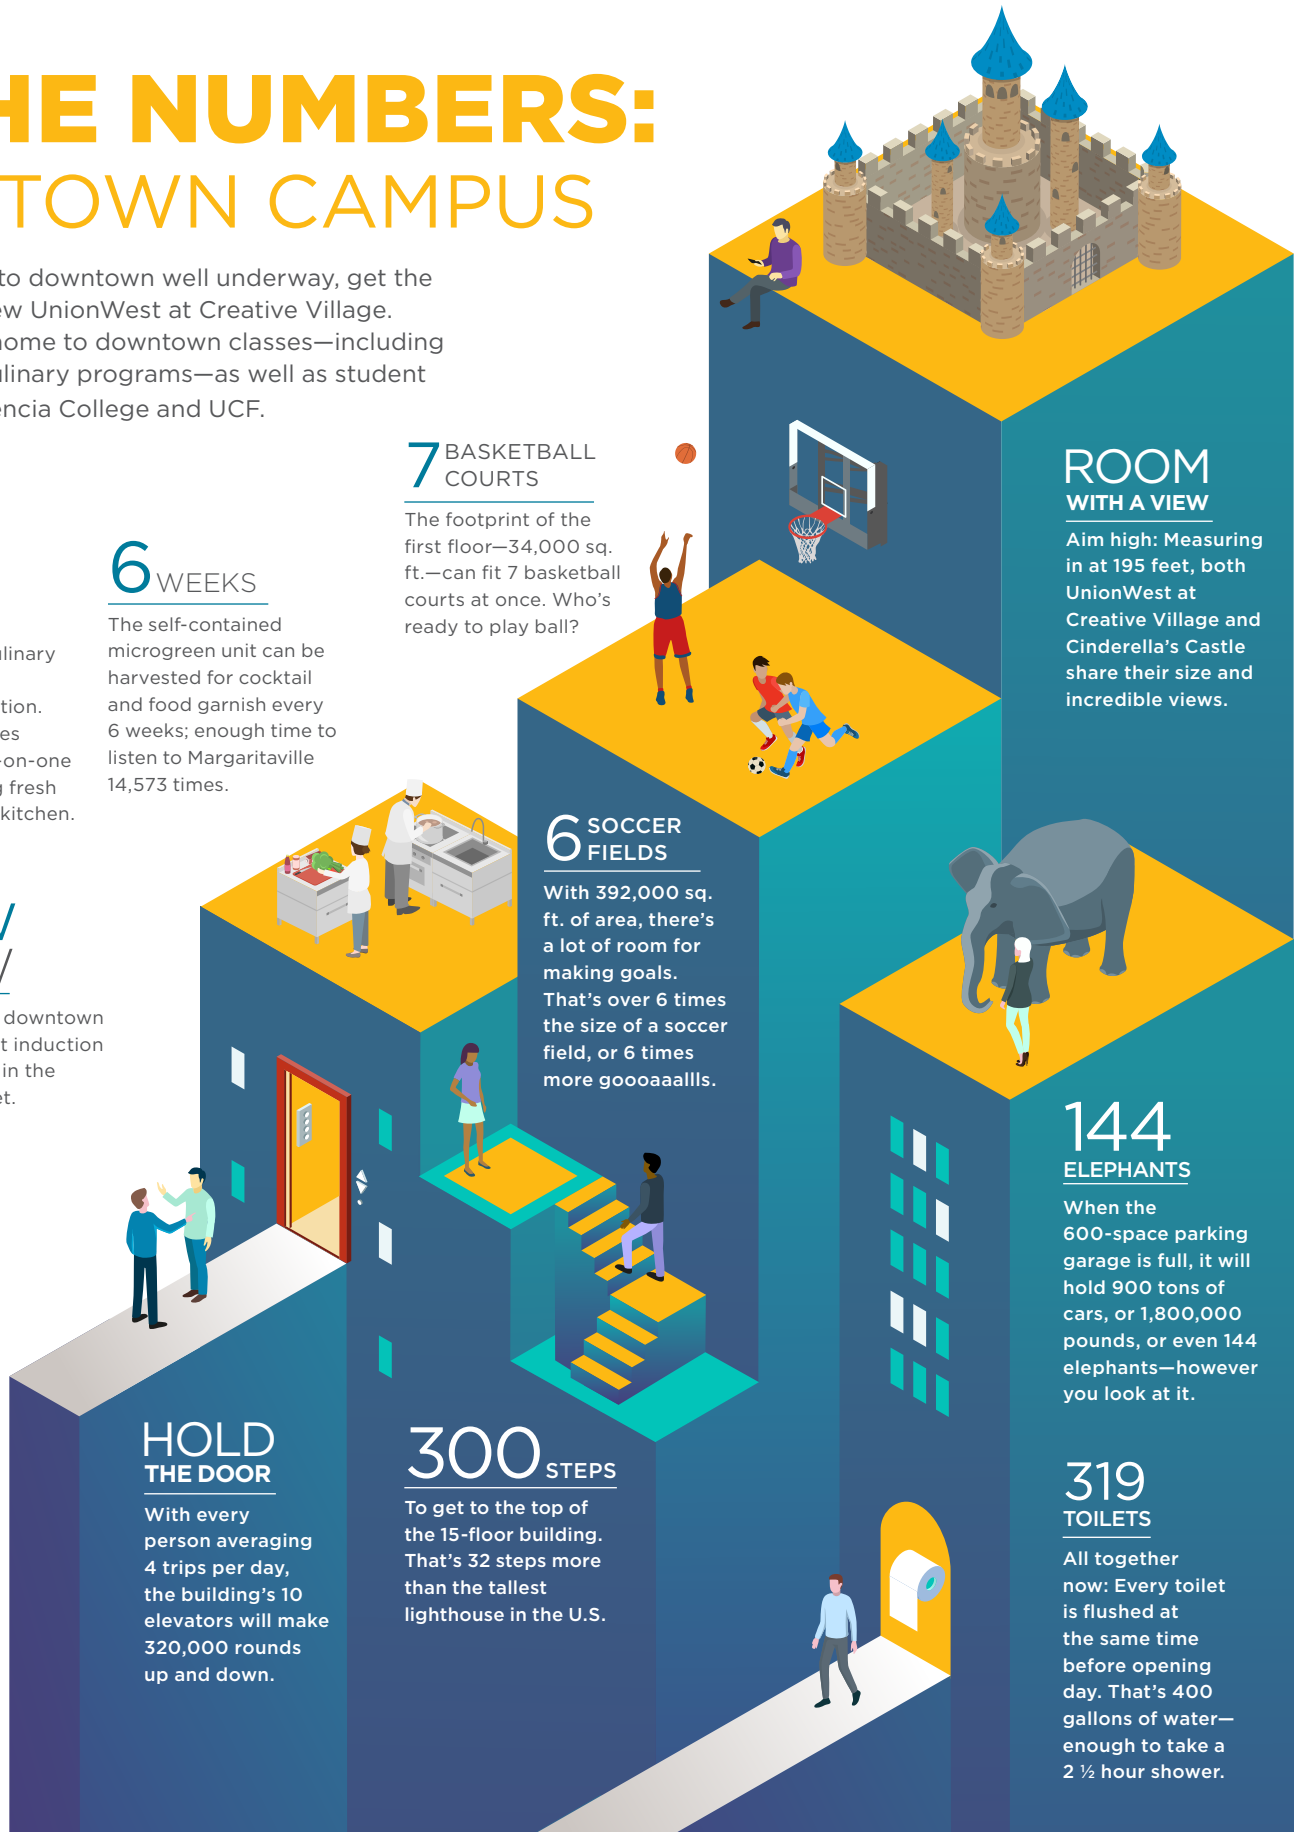 HE NUMBERS:
TOWN CAMPUS
to downtown well underway, get the
ew UnionWest at Creative Village.
home to downtown classes—including
ulinary programs—as well as student
encia College and UCF.
7 BASKETBALL
COURTS
The footprint of the
first floor—34,000 sq.
ft.—can fit 7 basketball
courts at once. Who's
ready to play ball?
6 WEEKS
The self-contained
microgreen unit can be
harvested for cocktail
and food garnish every
6 weeks; enough time to
listen to Margaritaville
14,573 times.
ulinary
tion.
es
-on-one
g fresh
kitchen.
downtown
t induction
in the
et.
ROOM
WITH A VIEW
Aim high: Measuring
in at 195 feet, both
UnionWest at
Creative Village and
Cinderella's Castle
share their size and
incredible views.
6 SOCCER
FIELDS
With 392,000 sq.
ft. of area, there's
a lot of room for
making goals.
That's over 6 times
the size of a soccer
field, or 6 times
more goooaaallls.
144
ELEPHANTS
When the
600-space parking
garage is full, it will
hold 900 tons of
cars, or 1,800,000
pounds, or even 144
elephants—however
you look at it.
HOLD
THE DOOR
With every
person averaging
4 trips per day,
the building's 10
elevators will make
320,000 rounds
up and down.
300 STEPS
To get to the top of
the 15-floor building.
That's 32 steps more
than the tallest
lighthouse in the U.S.
319
TOILETS
All together
now: Every toilet
is flushed at
the same time
before opening
day. That's 400
gallons of water—
enough to take a
2 ½ hour shower.